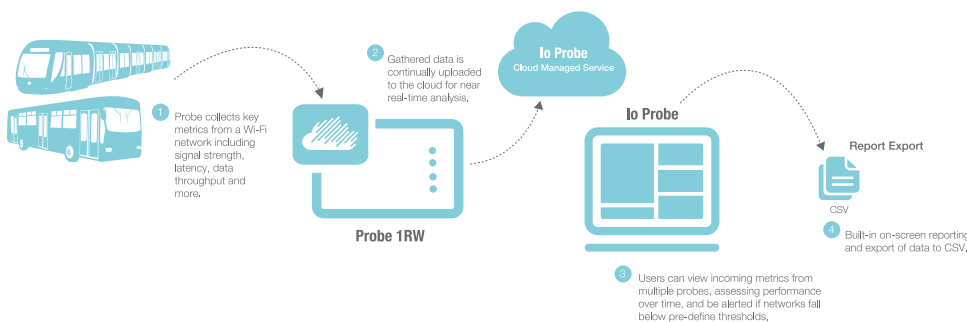 1
Probe collects key
metrics from a Wi-Fi
network including
signal strength,
latency, data
throughput and
more.
2
Gathered data is
continually uploaded
to the cloud for near
real-time analysis.
Probe 1RW
Io Probe
Cloud Managed Service
Io Probe
3
Users can view incoming metrics from
multiple probes, assessing performance
over time, and be alerted if networks fall
below pre-define thresholds.
Report Export
CSV
4
Built-in on-screen reporting
and export of data to CSV.